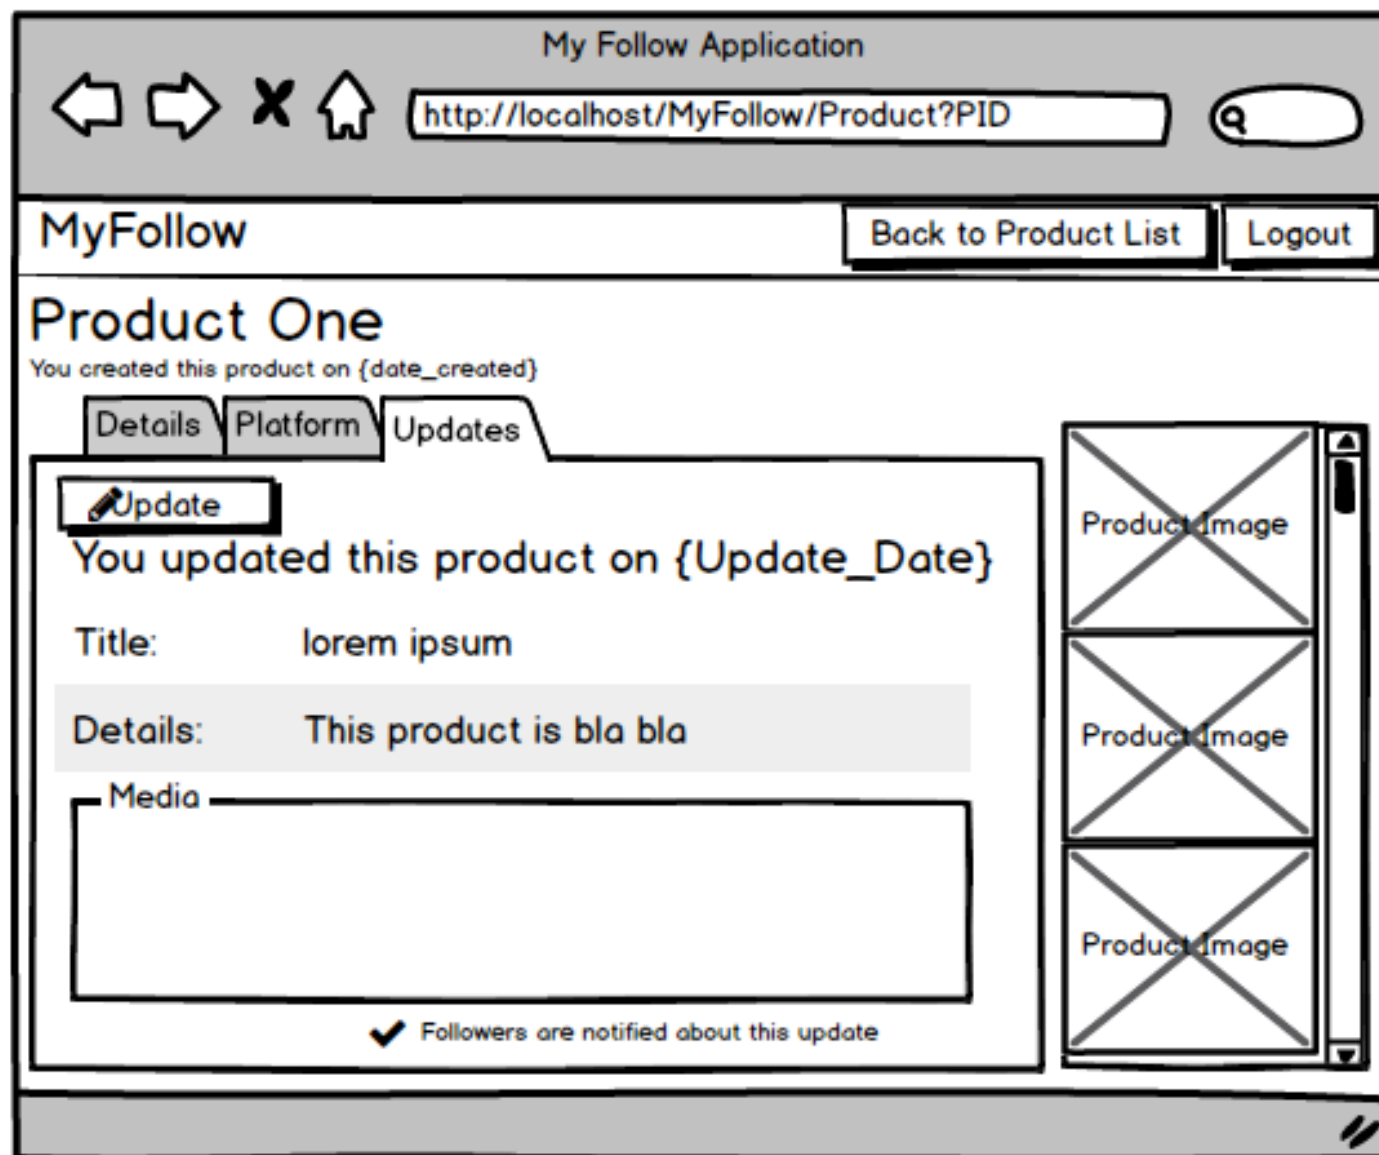 My Follow Application
http://localhost/MyFollow/Product?PID
MyFollow
Back to Product List
Logout
Product One
You created this product on {date_created}
Details
Platform
Updates
Update
You updated this product on {Update_Date}
Title: lorem ipsum
Details: This product is bla bla
Media
Followers are notified about this update
Product Image
Product Image
Product Image